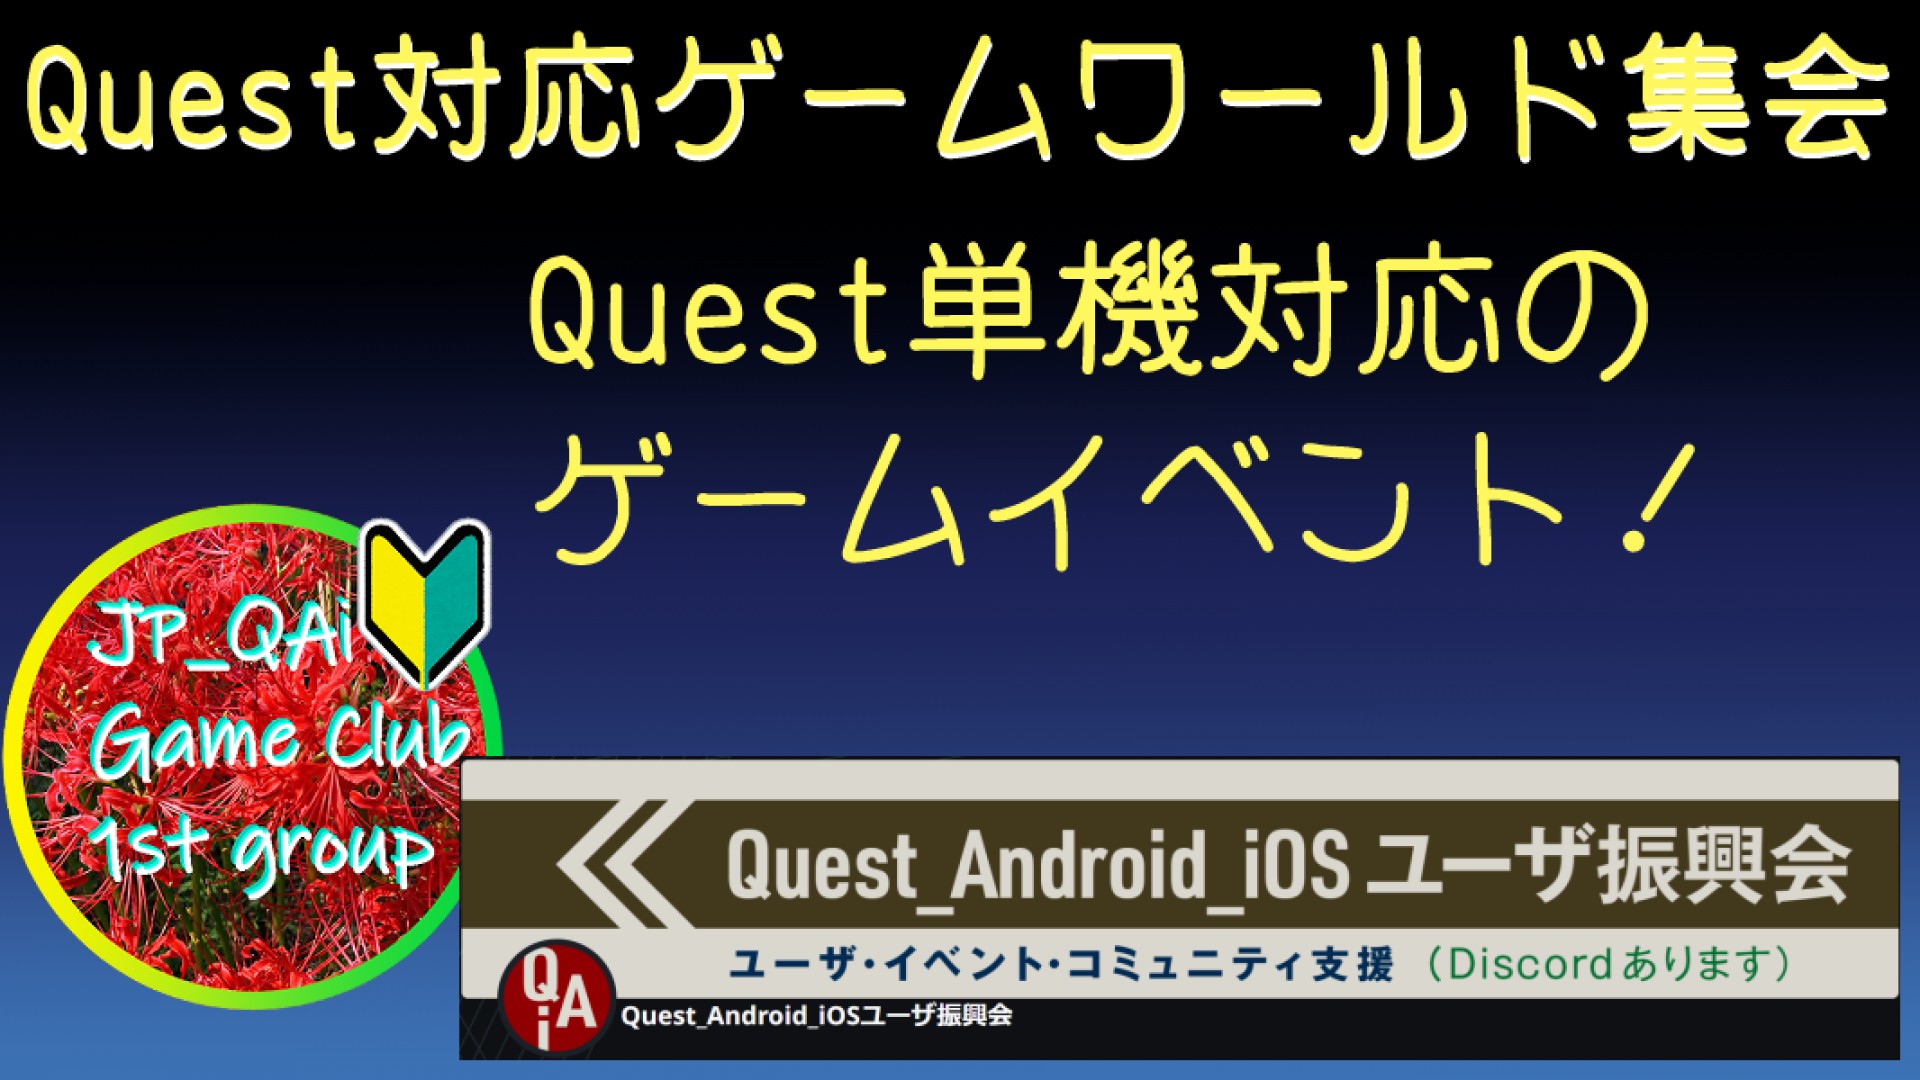 Quest対応ゲームワールド集会
Quest単機対応の
ゲームイベント！
JP_QAi
Game Club
1st group
Quest_Android_iOS ユーザ振興会
ユーザ・イベント・コミュニティ支援 （Discordあります）
QAi
Quest_Android_iOSユーザ振興会